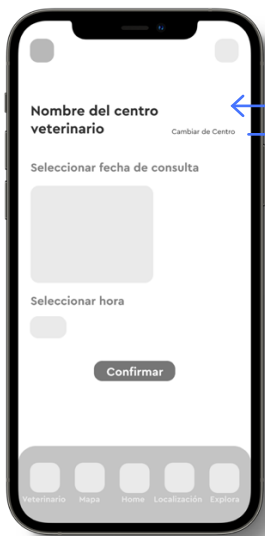 Nombre del centro
veterinario
Cambiar de Centro
Seleccionar fecha de consulta
Seleccionar hora
Confirmar
Veterinario Mapa Home Localización Explora